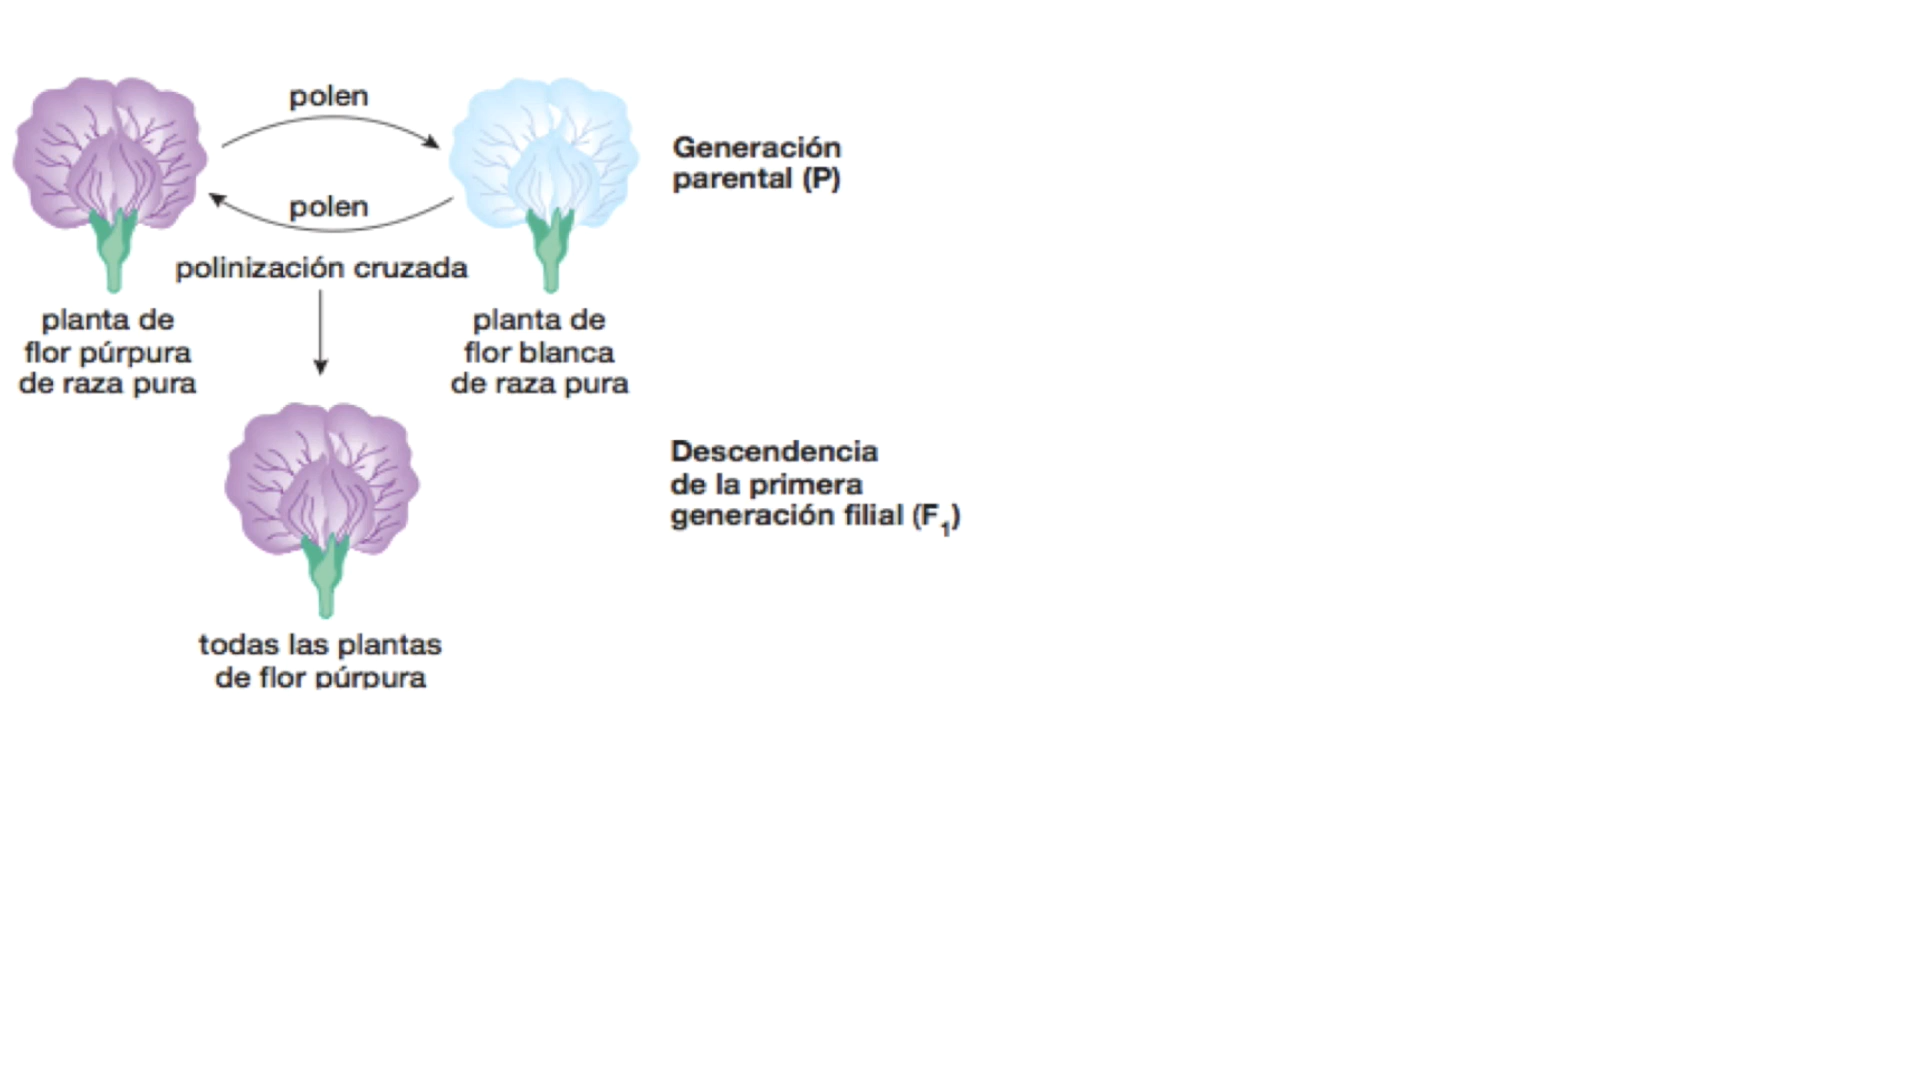 polen
Generación
parental (P)
polen
polinización cruzada
planta de
flor púrpura
de raza pura
planta de
flor blanca
de raza pura
Descendencia
de la primera
generación filial (F₁)
todas las plantas
de flor púrpura